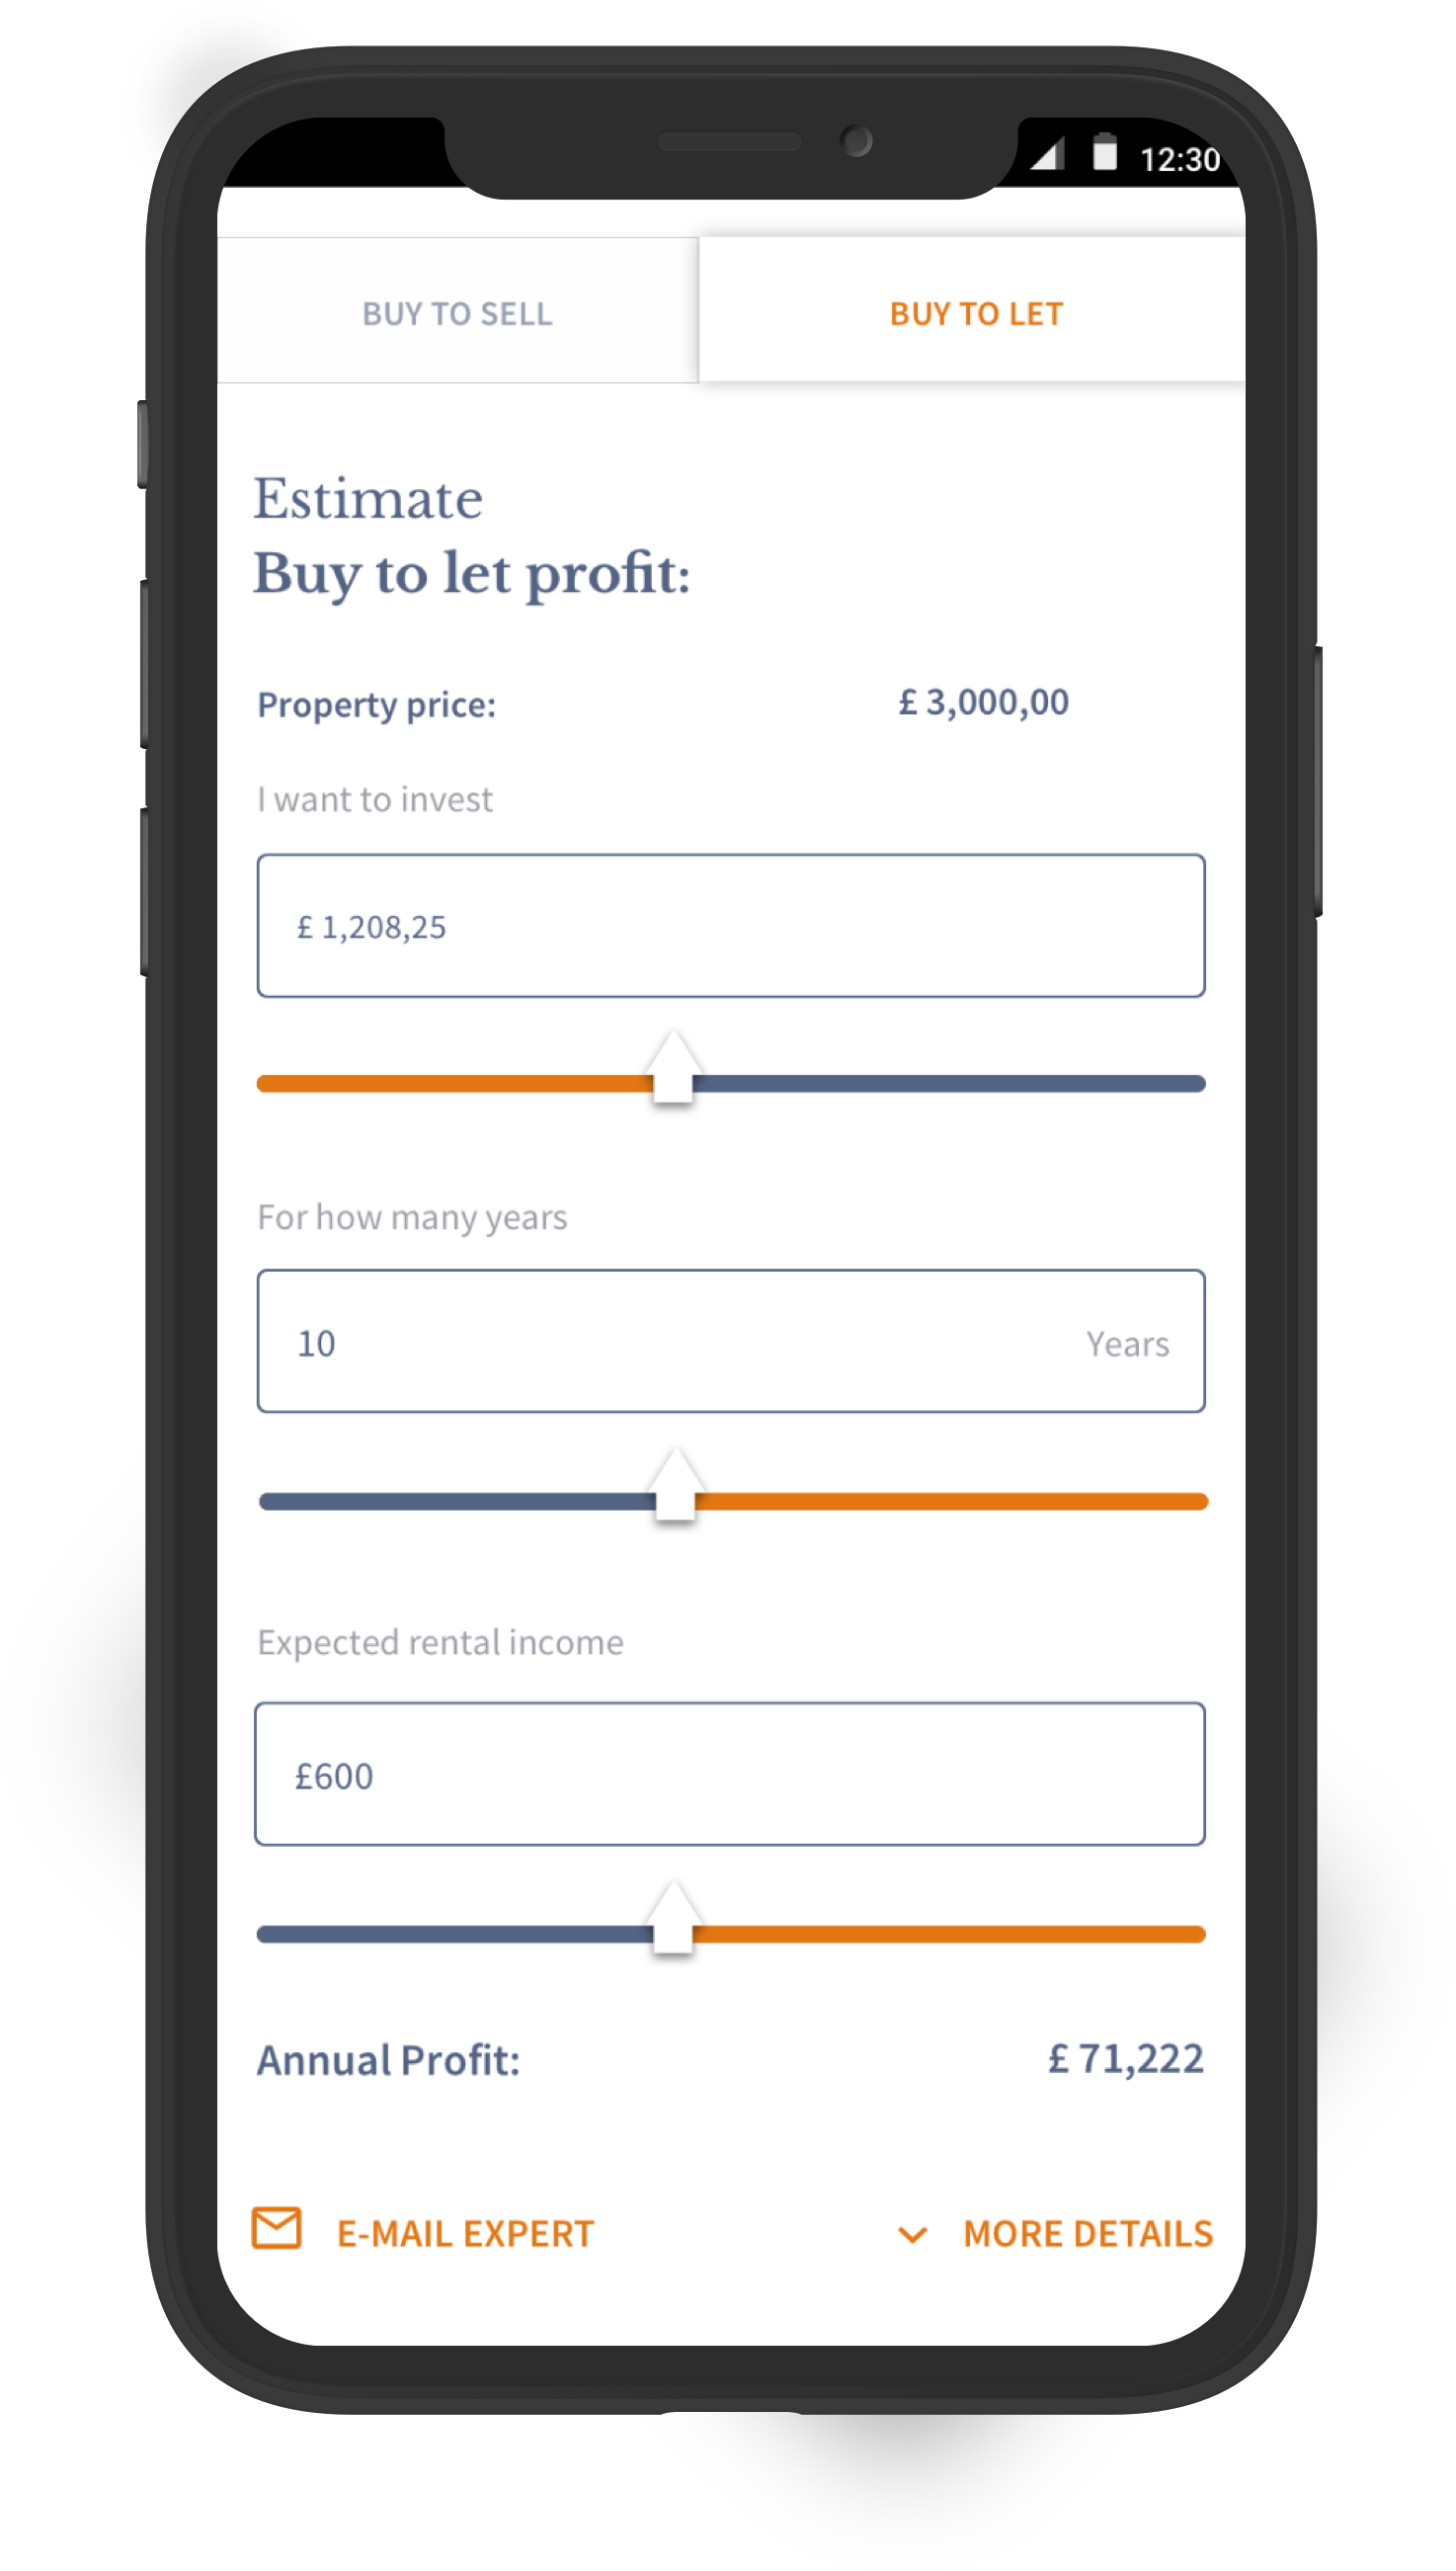 12:30
BUY TO SELL
BUY TO LET
Estimate
Buy to let profit:
Property price: £ 3,000,00
I want to invest
£ 1,208,25
For how many years
10 Years
Expected rental income
£600
Annual Profit: £ 71,222
E-MAIL EXPERT
MORE DETAILS